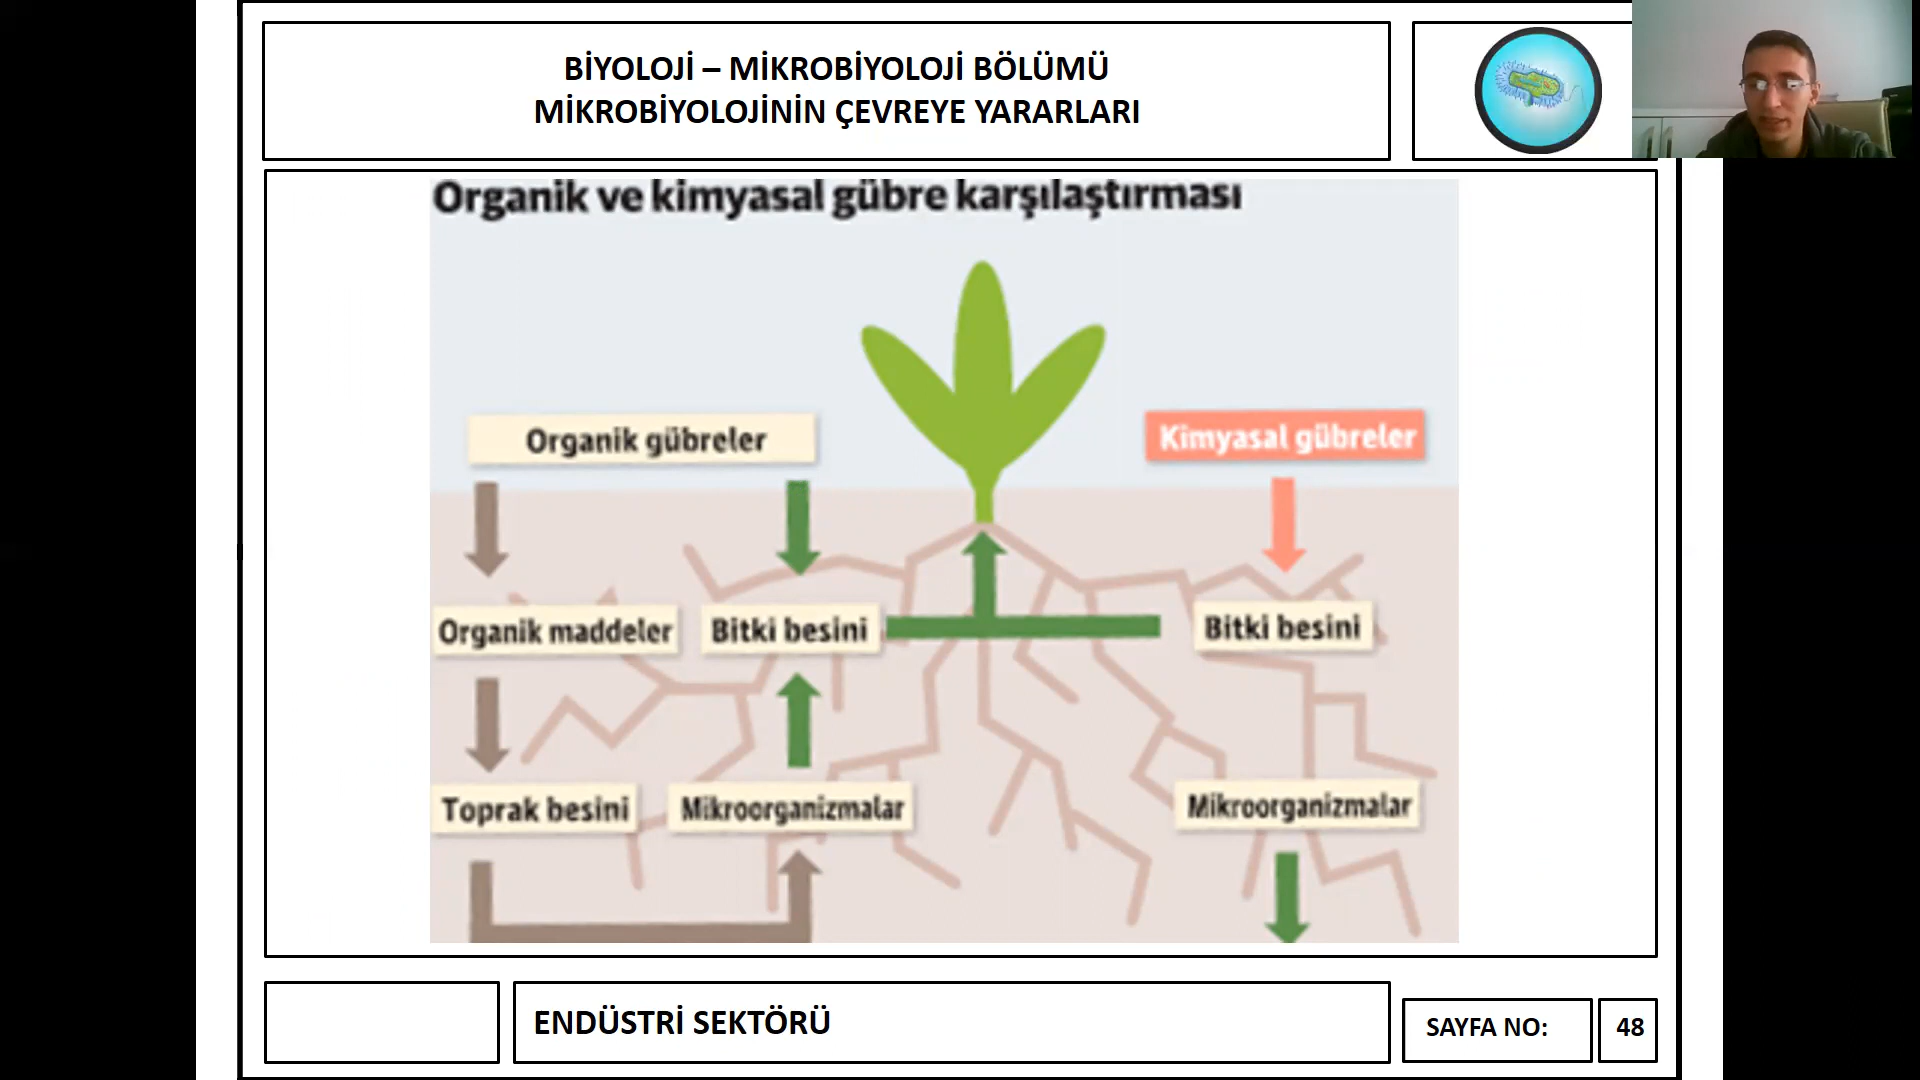 BİYOLOJİ – MİKROBİYOLOJİ BÖLÜMÜ
MİKROBİYOLOJİNİN ÇEVREYE YARARLARI
Organik ve kimyasal gübre karşılaştırması
Organik gübreler
Kimyasal gübreler
Organik maddeler
Bitki besini
Bitki besini
Toprak besini
Mikroorganizmalar
Mikroorganizmalar
ENDÜSTRİ SEKTÖRÜ
SAYFA NO:
48